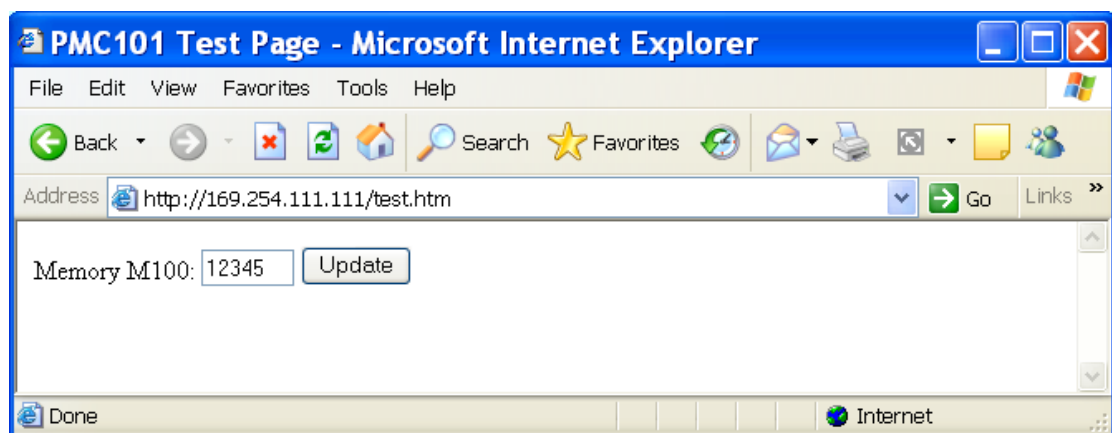 PMC101 Test Page - Microsoft Internet Explorer
File Edit View Favorites Tools Help
Back Search Favorites
Address http://169.254.111.111/test.htm Go Links »
Memory M100: 12345 Update
Done Internet